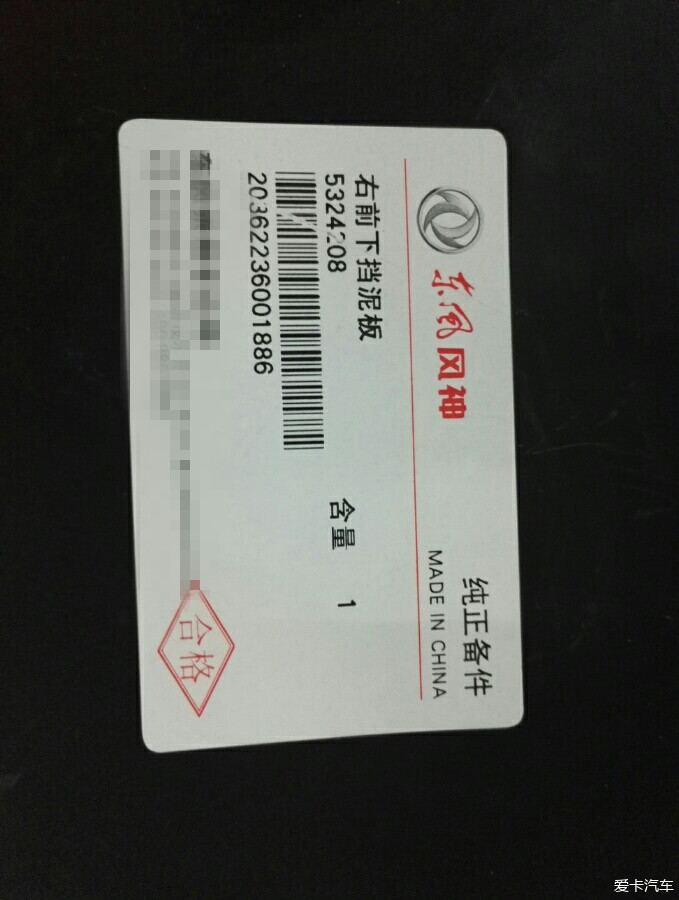 东风风神
纯正备件
MADE IN CHINA
右前下挡泥板
5324208
含量 1
20362236001886
合格
爱卡汽车